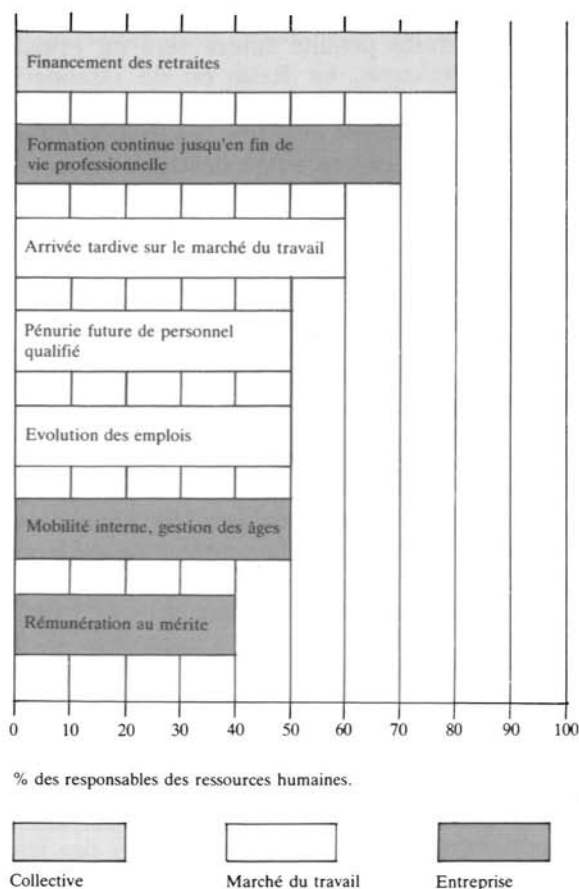 Financement des retraites
Formation continue jusqu'en fin de
vie professionnelle
Arrivée tardive sur le marché du travail
Pénurie future de personnel
qualifié
Evolution des emplois
Mobilité interne, gestion des âges
Rémunération au mérite
0 10 20 30 40 50 60 70 80 90 100
% des responsables des ressources humaines.
Collective Marché du travail Entreprise